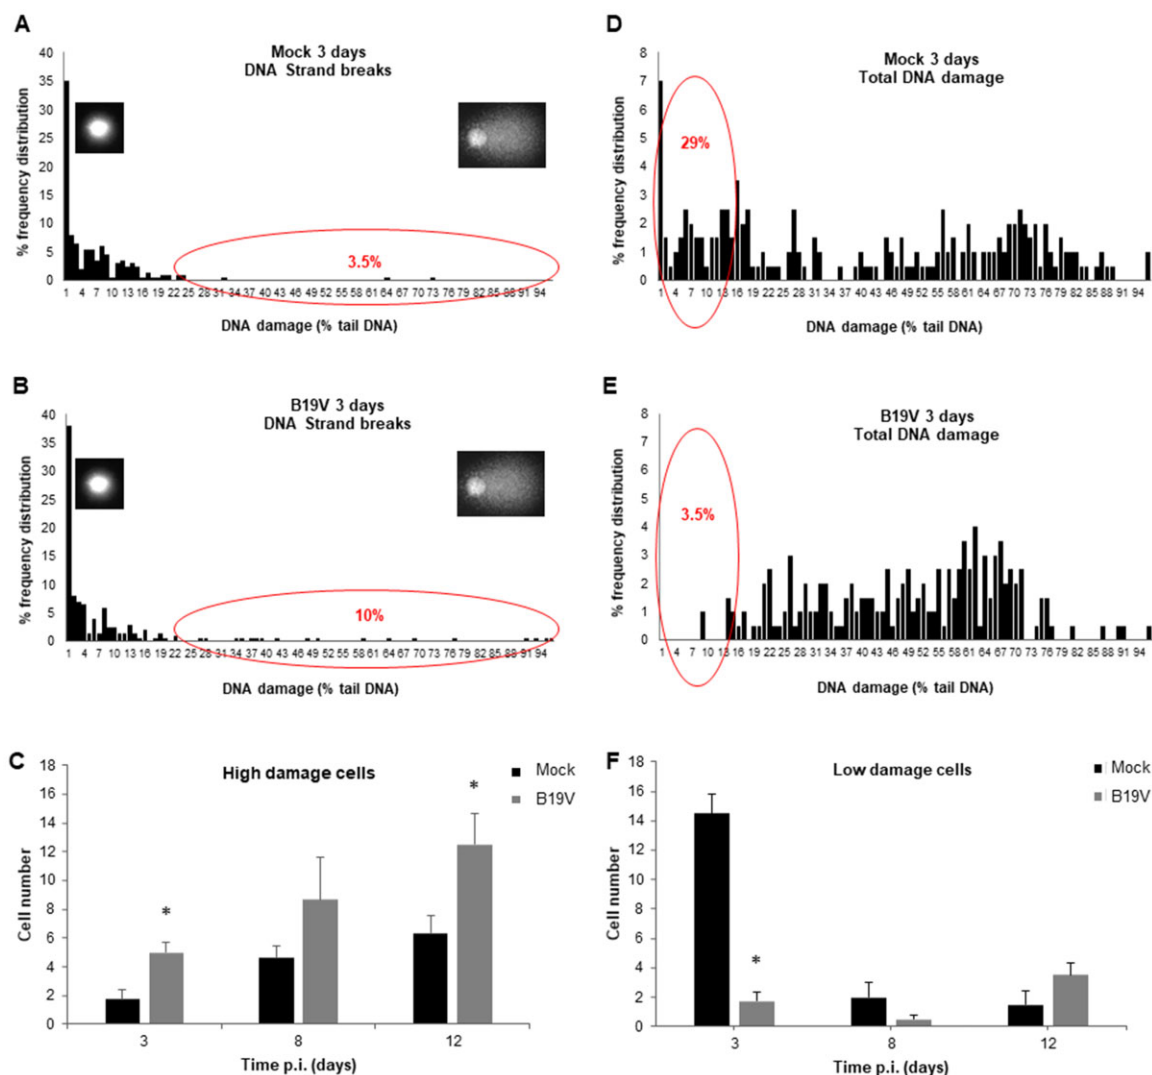 A
Mock 3 days
DNA Strand breaks
% frequency distribution
40
35
30
25
20
15
10
5
0
3.5%
1 4 7 10 13 16 19 22 25 28 31 34 37 40 43 46 49 52 55 58 61 64 67 70 73 76 79 82 85 88 91 94
DNA damage (% tail DNA)
D
Mock 3 days
Total DNA damage
% frequency distribution
8
7
6
5
4
3
2
1
0
29%
1 4 7 10 13 16 19 22 25 28 31 34 37 40 43 46 49 52 55 58 61 64 67 70 73 76 79 82 85 88 91 94
DNA damage (% tail DNA)
B
B19V 3 days
DNA Strand breaks
% frequency distribution
40
35
30
25
20
15
10
5
0
10%
1 4 7 10 13 16 19 22 25 28 31 34 37 40 43 46 49 52 55 58 61 64 67 70 73 76 79 82 85 88 91 94
DNA damage (% tail DNA)
E
B19V 3 days
Total DNA damage
% frequency distribution
8
7
6
5
4
3
2
1
0
3.5%
1 4 7 10 13 16 19 22 25 28 31 34 37 40 43 46 49 52 55 58 61 64 67 70 73 76 79 82 85 88 91 94
DNA damage (% tail DNA)
C
High damage cells
Mock
B19V
Cell number
18
16
14
12
10
8
6
4
2
0
*
*
3 8 12
Time p.i. (days)
F
Low damage cells
Mock
B19V
Cell number
18
16
14
12
10
8
6
4
2
0
*
3 8 12
Time p.i. (days)